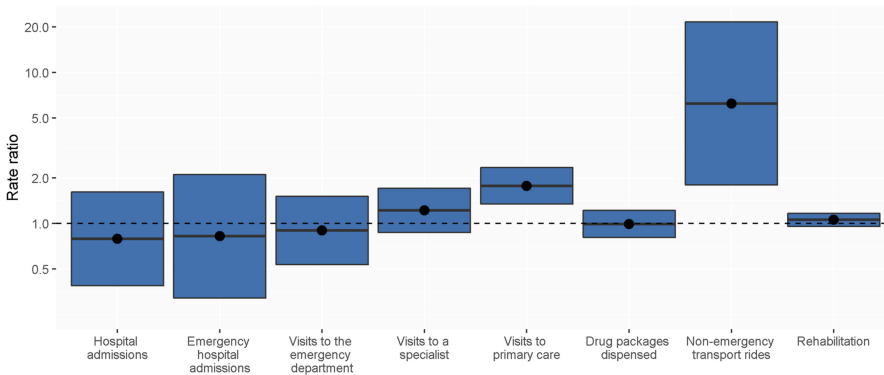 Rate ratio
20.0
10.0
5.0
2.0
1.0
0.5
Hospital
admissions
Emergency
hospital
admissions
Visits to the
emergency
department
Visits to a
specialist
Visits to
primary care
Drug packages
dispensed
Non-emergency
transport rides
Rehabilitation